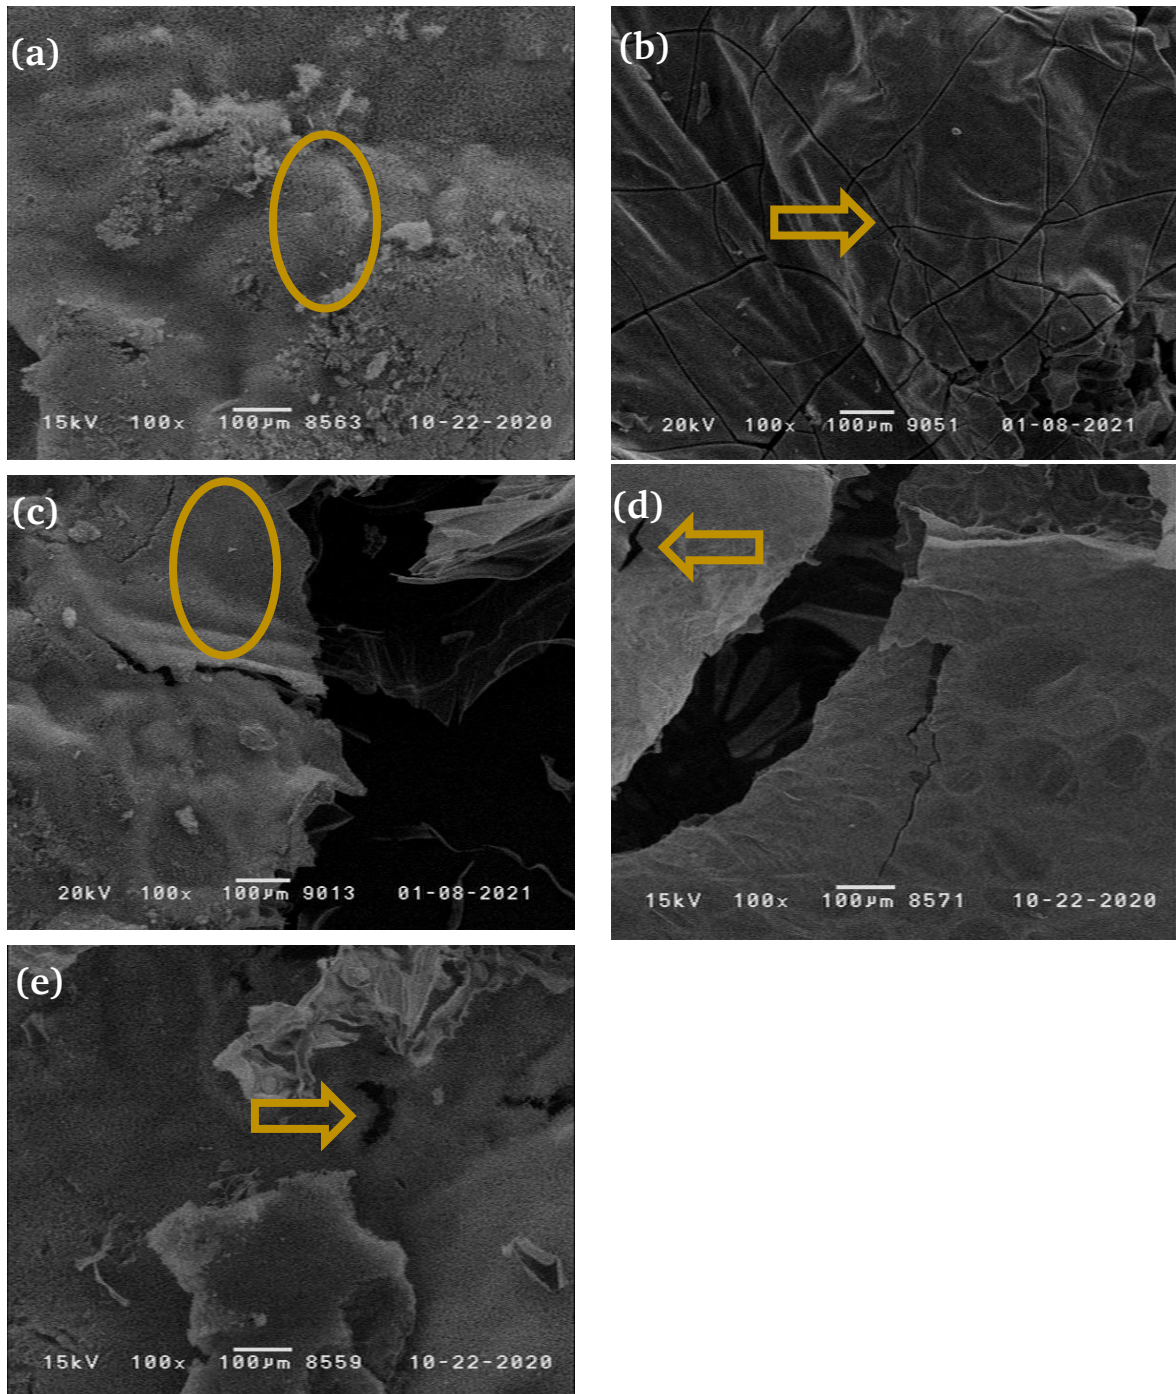 (a)
15kV 100x 100µm 8563 10-22-2020
(b)
20kV 100x 100µm 9051 01-08-2021
(c)
20kV 100x 100µm 9013 01-08-2021
(d)
15kV 100x 100µm 8571 10-22-2020
(e)
15kV 100x 100µm 8559 10-22-2020